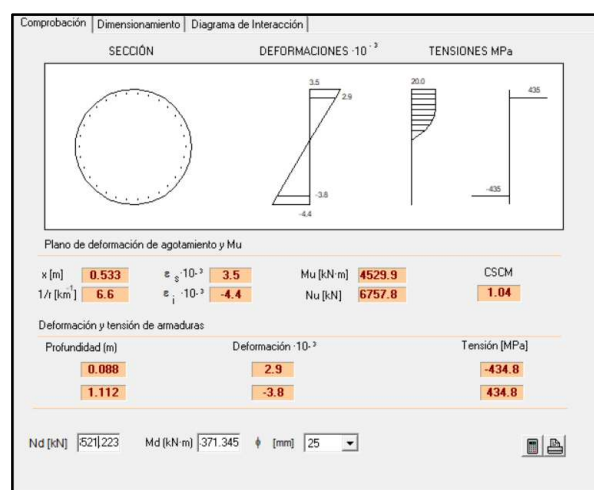 Comprobación Dimensionamiento Diagrama de Interacción
SECCIÓN DEFORMACIONES ·10⁻³ TENSIONES MPa
3.5 20.0 435
2.9
-3.8 -435
-4.4
Plano de deformación de agotamiento y Mu
x [m] 0.533 ε s ·10-³ 3.5 Mu [kN·m] 4529.9 CSCM
1/r [km⁻¹] 6.6 ε i ·10-³ -4.4 Nu [kN] 6757.8 1.04
Deformación y tensión de armaduras
Profundidad (m) Deformación ·10-³ Tensión [MPa]
0.088 2.9 -434.8
1.112 -3.8 434.8
Nd [kN] 521.223 Md (kN·m) 371.345 ϕ [mm] 25